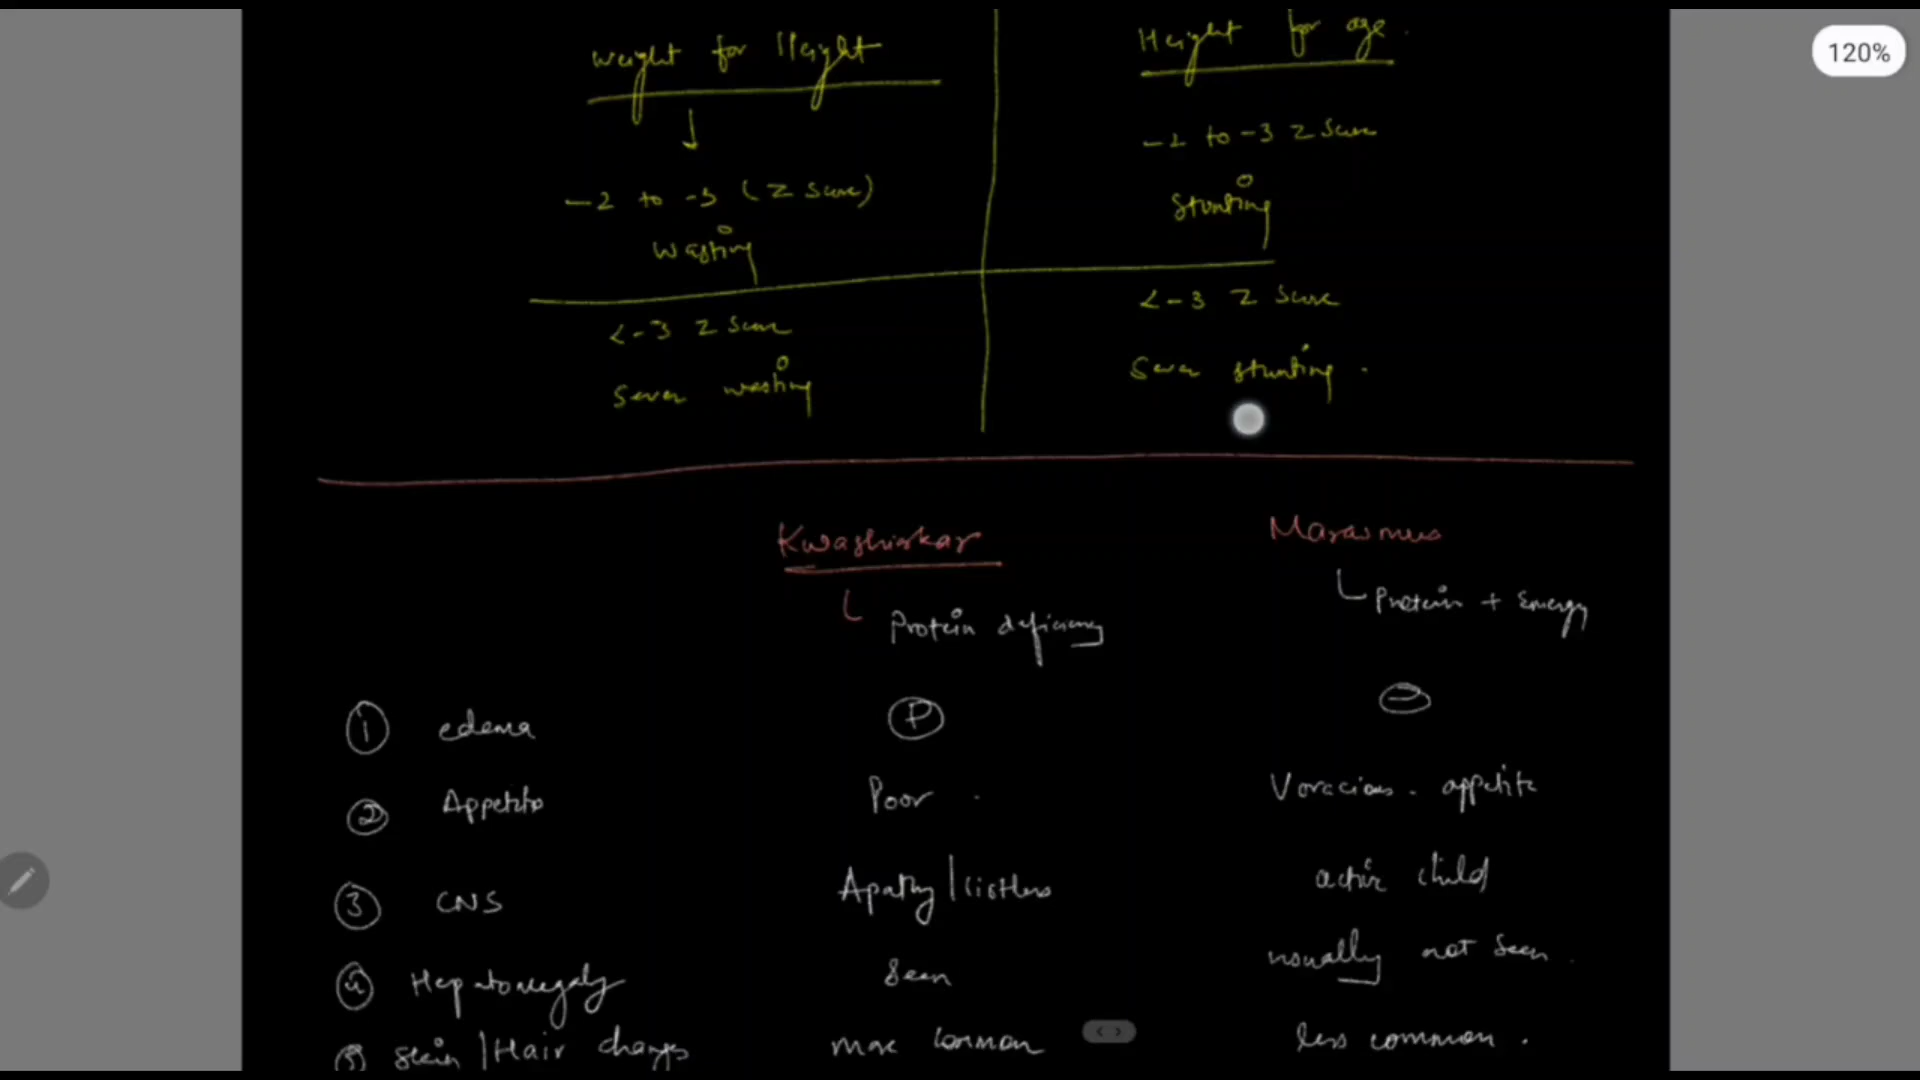 120%
weight for Height
Height for age.
-2 to -3 (Z score)
-2 to -3 Z Score
Wasting
Stunting
<-3 Z Score
<-3 Z Score
Sever wasting
Sever stunting.
Kwashiorkar
Marasmus
Protein deficiency
Protein + Energy
1 edema P -
2 Appetite Poor. Voracious. appetite
3 CNS Apathy/listless active child
4 Hepatomegaly Seen usually not seen.
5 Skin/Hair changes more common less common.